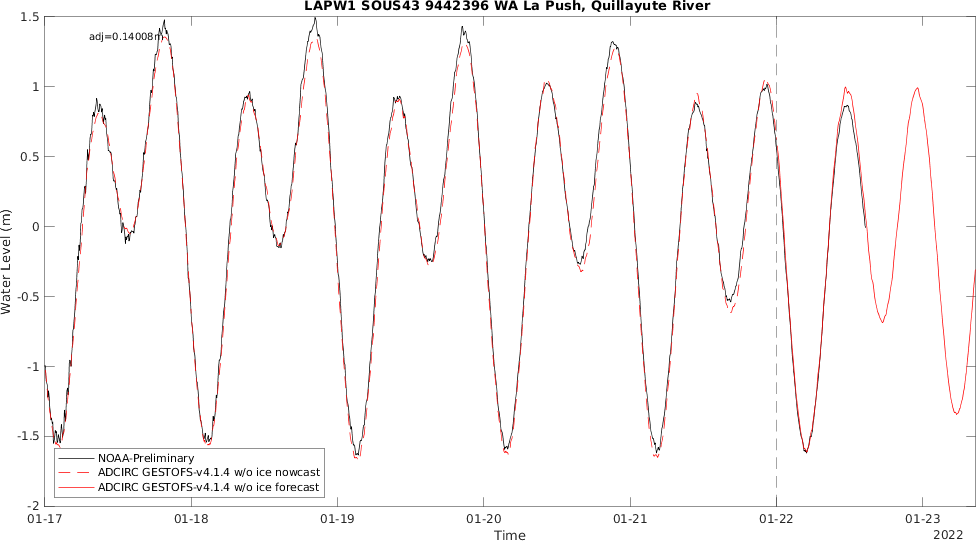 LAPW1 SOUS43 9442396 WA La Push, Quillayute River
adj=0.14008m
1.5
1
0.5
0
-0.5
-1
-1.5
-2
Water Level (m)
NOAA-Preliminary
ADCIRC GESTOFS-v4.1.4 w/o ice nowcast
ADCIRC GESTOFS-v4.1.4 w/o ice forecast
01-17 01-18 01-19 01-20 01-21 01-22 01-23
Time
2022